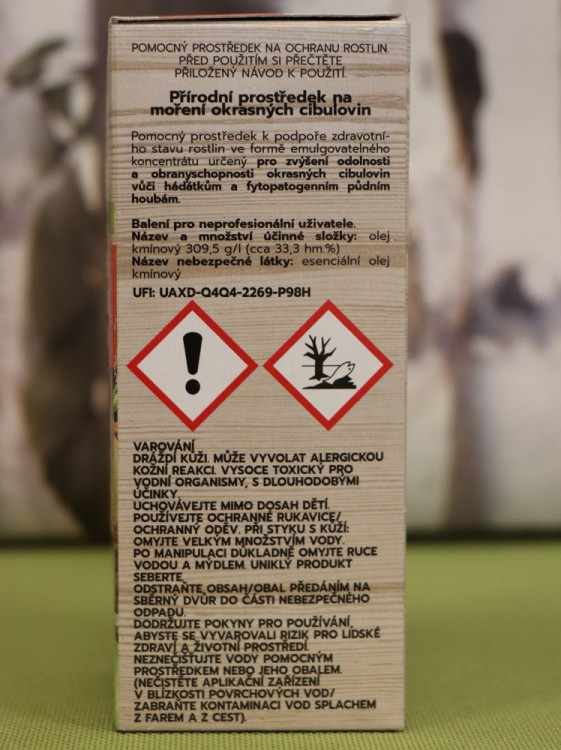 POMOCNÝ PROSTŘEDEK NA OCHRANU ROSTLIN
PŘED POUŽITÍM SI PŘEČTĚTE
PŘILOŽENÝ NÁVOD K POUŽITÍ.
Přírodní prostředek na
moření okrasných cibulovin
Pomocný prostředek k podpoře zdravotní-
ho stavu rostlin ve formě emulgovatelného
koncentrátu určený pro zvýšení odolnosti
a obranyschopnosti okrasných cibulovin
vůči háďátkům a fytopatogenním půdním
houbám.
Balení pro neprofesionální uživatele.
Název a množství účinné složky: olej
kmínový 309,5 g/l (cca 33,3 hm.%)
Název nebezpečné látky: esenciální olej
kmínový
UFI: UAXD-Q4Q4-2269-P98H
VAROVÁNÍ
DRÁŽDÍ KŮŽI. MŮŽE VYVOLAT ALERGICKOU
KOŽNÍ REAKCI. VYSOCE TOXICKÝ PRO
VODNÍ ORGANISMY, S DLOUHODOBÝMI
ÚČINKY.
UCHOVÁVEJTE MIMO DOSAH DĚTÍ.
POUŽÍVEJTE OCHRANNÉ RUKAVICE/
OCHRANNÝ ODĚV. PŘI STYKU S KŮŽÍ:
OMYJTE VELKÝM MNOŽSTVÍM VODY.
PO MANIPULACI DŮKLADNĚ OMYJTE RUCE
VODOU A MÝDLEM. UNIKLÝ PRODUKT
SEBERTE.
ODSTRAŇTE OBSAH/OBAL PŘEDÁNÍM NA
SBĚRNÝ DVŮR DO ČÁSTI NEBEZPEČNÉHO
ODPADU.
DODRŽUJTE POKYNY PRO POUŽÍVÁNÍ,
ABYSTE SE VYVAROVALI RIZIK PRO LIDSKÉ
ZDRAVÍ A ŽIVOTNÍ PROSTŘEDÍ.
NEZNEČIŠŤUJTE VODY POMOCNÝM
PROSTŘEDKEM NEBO JEHO OBALEM.
(NEČISTĚTE APLIKAČNÍ ZAŘÍZENÍ
V BLÍZKOSTI POVRCHOVÝCH VOD/
ZABRAŇTE KONTAMINACI VOD SPLACHEM
Z FAREM A Z CEST).